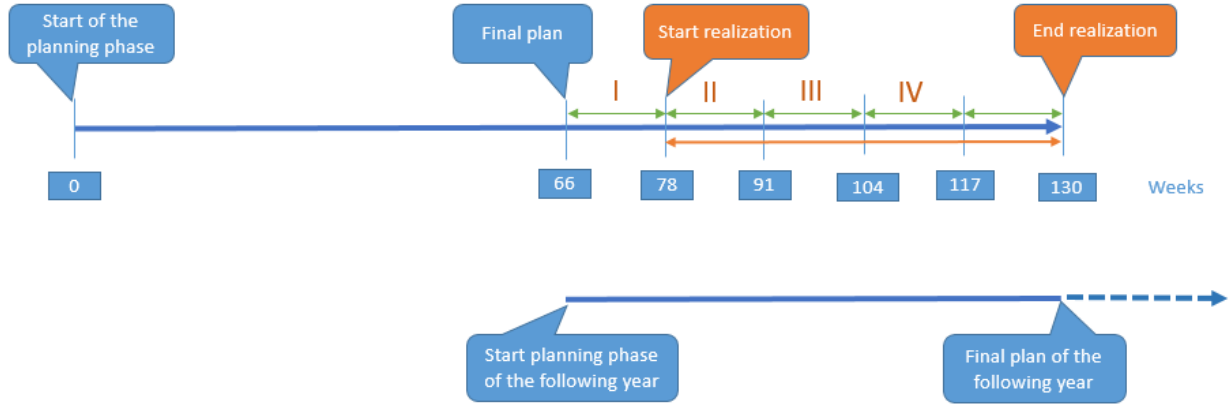 Start of the
planning phase
Final plan
Start realization
End realization
I
II
III
IV
0
66
78
91
104
117
130
Weeks
Start planning phase
of the following year
Final plan of the
following year